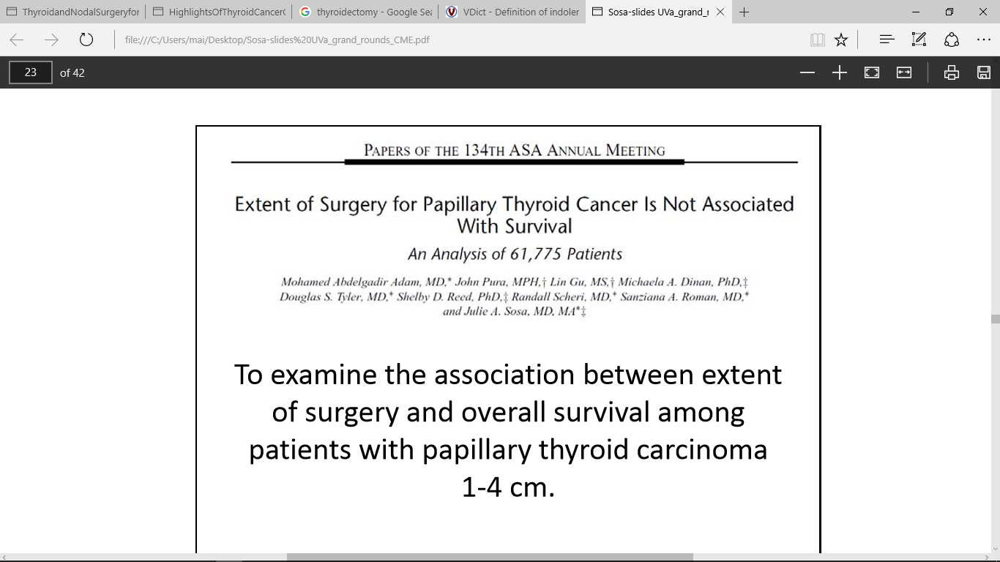 ThyroidandNodalSurgeryfor
HighlightsOfThyroidCancer(
thyroidectomy - Google Sea
VDict - Definition of indoler
Sosa-slides UVa_grand_r
file:///C:/Users/mai/Desktop/Sosa-slides%20UVa_grand_rounds_CME.pdf
23 of 42
PAPERS OF THE 134TH ASA ANNUAL MEETING
Extent of Surgery for Papillary Thyroid Cancer Is Not Associated
With Survival
An Analysis of 61,775 Patients
Mohamed Abdelgadir Adam, MD,* John Pura, MPH,† Lin Gu, MS,† Michaela A. Dinan, PhD,‡
Douglas S. Tyler, MD,* Shelby D. Reed, PhD,‡ Randall Scheri, MD,* Sanziana A. Roman, MD,*
and Julie A. Sosa, MD, MA*‡
To examine the association between extent
of surgery and overall survival among
patients with papillary thyroid carcinoma
1-4 cm.